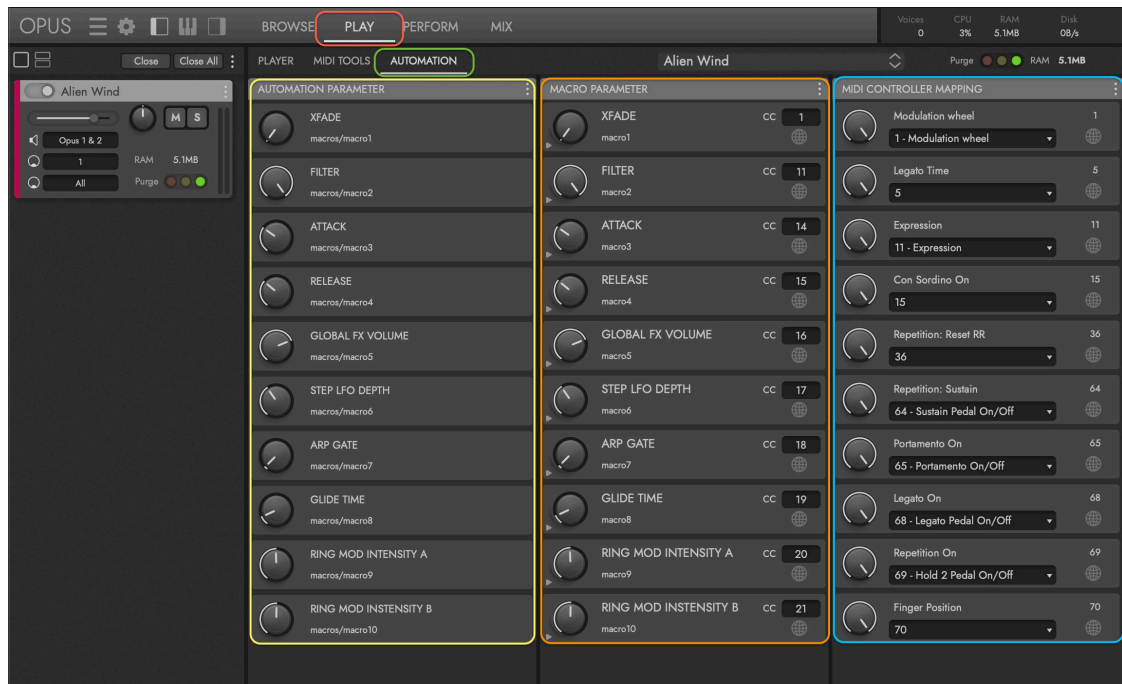 OPUS BROWSE PLAY PERFORM MIX
Voices CPU RAM Disk
0 3% 5.1MB 0B/s
Close Close All
PLAYER MIDI TOOLS AUTOMATION
Alien Wind
Purge RAM 5.1MB
Alien Wind
M S
Opus 1 & 2
1 RAM 5.1MB
All Purge
AUTOMATION PARAMETER
XFADE
macros/macro1
FILTER
macros/macro2
ATTACK
macros/macro3
RELEASE
macros/macro4
GLOBAL FX VOLUME
macros/macro5
STEP LFO DEPTH
macros/macro6
ARP GATE
macros/macro7
GLIDE TIME
macros/macro8
RING MOD INTENSITY A
macros/macro9
RING MOD INSTENSITY B
macros/macro10
MACRO PARAMETER
XFADE CC 1
macro1
FILTER CC 11
macro2
ATTACK CC 14
macro3
RELEASE CC 15
macro4
GLOBAL FX VOLUME CC 16
macro5
STEP LFO DEPTH CC 17
macro6
ARP GATE CC 18
macro7
GLIDE TIME CC 19
macro8
RING MOD INTENSITY A CC 20
macro9
RING MOD INSTENSITY B CC 21
macro10
MIDI CONTROLLER MAPPING
Modulation wheel 1
1 - Modulation wheel
Legato Time 5
5
Expression 11
11 - Expression
Con Sordino On 15
15
Repetition: Reset RR 36
36
Repetition: Sustain 64
64 - Sustain Pedal On/Off
Portamento On 65
65 - Portamento On/Off
Legato On 68
68 - Legato Pedal On/Off
Repetition On 69
69 - Hold 2 Pedal On/Off
Finger Position 70
70